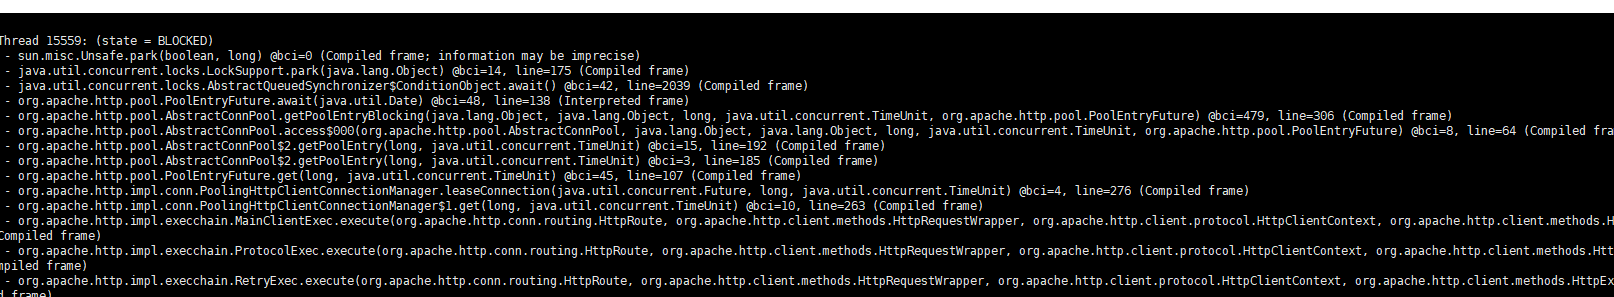 Thread 15559: (state = BLOCKED)
- sun.misc.Unsafe.park(boolean, long) @bci=0 (Compiled frame; information may be imprecise)
- java.util.concurrent.locks.LockSupport.park(java.lang.Object) @bci=14, line=175 (Compiled frame)
- java.util.concurrent.locks.AbstractQueuedSynchronizer$ConditionObject.await() @bci=42, line=2039 (Compiled frame)
- org.apache.http.pool.PoolEntryFuture.await(java.util.Date) @bci=48, line=138 (Interpreted frame)
- org.apache.http.pool.AbstractConnPool.getPoolEntryBlocking(java.lang.Object, java.lang.Object, long, java.util.concurrent.TimeUnit, org.apache.http.pool.PoolEntryFuture) @bci=479, line=306 (Compiled frame)
- org.apache.http.pool.AbstractConnPool.access$000(org.apache.http.pool.AbstractConnPool, java.lang.Object, java.lang.Object, long, java.util.concurrent.TimeUnit, org.apache.http.pool.PoolEntryFuture) @bci=8, line=64 (Compiled fra
- org.apache.http.pool.AbstractConnPool$2.getPoolEntry(long, java.util.concurrent.TimeUnit) @bci=15, line=192 (Compiled frame)
- org.apache.http.pool.AbstractConnPool$2.getPoolEntry(long, java.util.concurrent.TimeUnit) @bci=3, line=185 (Compiled frame)
- org.apache.http.pool.PoolEntryFuture.get(long, java.util.concurrent.TimeUnit) @bci=45, line=107 (Compiled frame)
- org.apache.http.impl.conn.PoolingHttpClientConnectionManager.leaseConnection(java.util.concurrent.Future, long, java.util.concurrent.TimeUnit) @bci=4, line=276 (Compiled frame)
- org.apache.http.impl.conn.PoolingHttpClientConnectionManager$1.get(long, java.util.concurrent.TimeUnit) @bci=10, line=263 (Compiled frame)
- org.apache.http.impl.execchain.MainClientExec.execute(org.apache.http.conn.routing.HttpRoute, org.apache.http.client.methods.HttpRequestWrapper, org.apache.http.client.protocol.HttpClientContext, org.apache.http.client.methods.H
Compiled frame)
- org.apache.http.impl.execchain.ProtocolExec.execute(org.apache.http.conn.routing.HttpRoute, org.apache.http.client.methods.HttpRequestWrapper, org.apache.http.client.protocol.HttpClientContext, org.apache.http.client.methods.Htt
mpiled frame)
- org.apache.http.impl.execchain.RetryExec.execute(org.apache.http.conn.routing.HttpRoute, org.apache.http.client.methods.HttpRequestWrapper, org.apache.http.client.protocol.HttpClientContext, org.apache.http.client.methods.HttpEx
d frame)